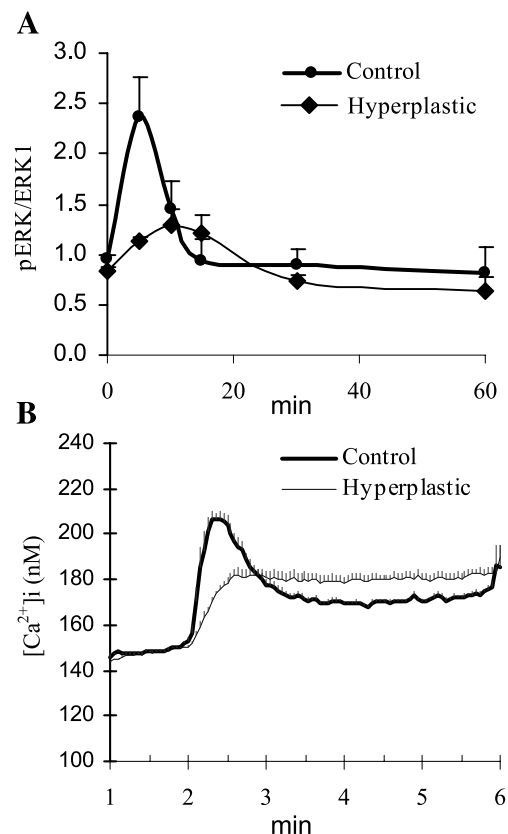 A
3.0
2.5
2.0
1.5
1.0
0.5
0.0
pERK/ERK1
Control
Hyperplastic
0
20
40
60
min
B
240
220
200
180
160
140
120
100
[Ca²⁺]i (nM)
Control
Hyperplastic
1
2
3
4
5
6
min